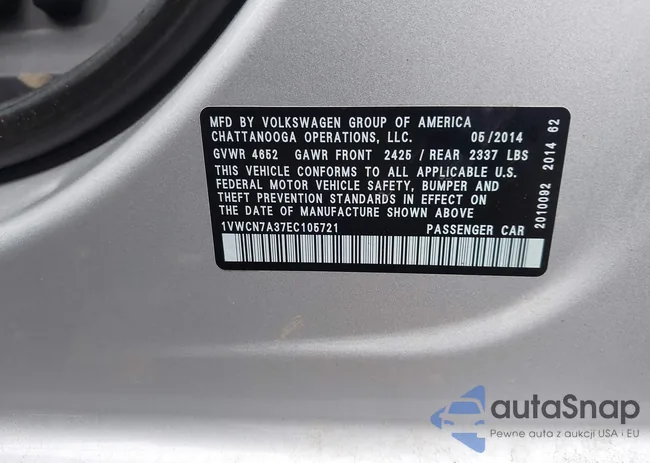 MFD BY VOLKSWAGEN GROUP OF AMERICA
CHATTANOOGA OPERATIONS, LLC. 05/2014
GVWR 4652 GAWR FRONT 2425 / REAR 2337 LBS
THIS VEHICLE CONFORMS TO ALL APPLICABLE U.S.
FEDERAL MOTOR VEHICLE SAFETY, BUMPER AND
THEFT PREVENTION STANDARDS IN EFFECT ON
THE DATE OF MANUFACTURE SHOWN ABOVE
1VWCN7A37EC105721 PASSENGER CAR
2010092 2014 62
autaSnap
Pewne auta z aukcji USA i EU